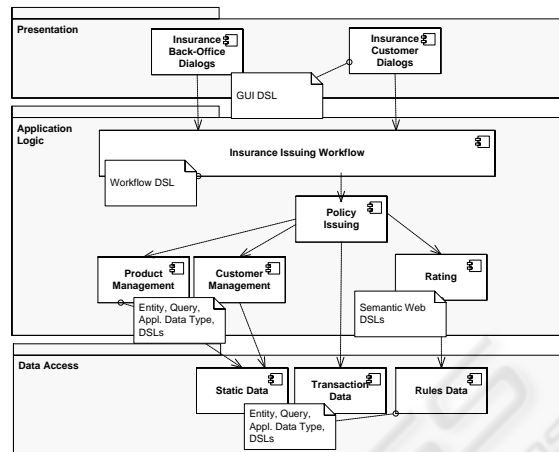 Presentation
Insurance
Back-Office
Dialogs
Insurance
Customer
Dialogs
GUI DSL
Application
Logic
Insurance Issuing Workflow
Workflow DSL
Policy
Issuing
Product
Management
Customer
Management
Rating
Entity, Query,
Appl. Data Type,
DSLs
Semantic Web
DSLs
Data Access
Static Data
Transaction
Data
Rules Data
Entity, Query,
Appl. Data Type,
DSLs